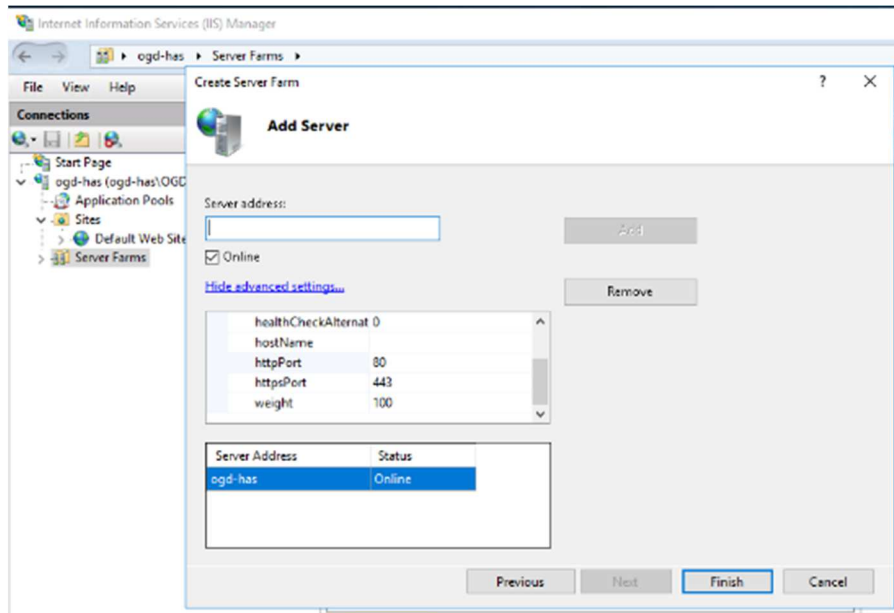 Internet Information Services (IIS) Manager
ogd-has Server Farms
File View Help
Connections
Start Page
ogd-has (ogd-has\OGD
Application Pools
Sites
Default Web Site
Server Farms
Create Server Farm ? X
Add Server
Server address:
Add
Online
Hide advanced settings...
Remove
healthCheckAlternat 0
hostName
httpPort 80
httpsPort 443
weight 100
Server Address Status
ogd-has Online
Previous Next Finish Cancel